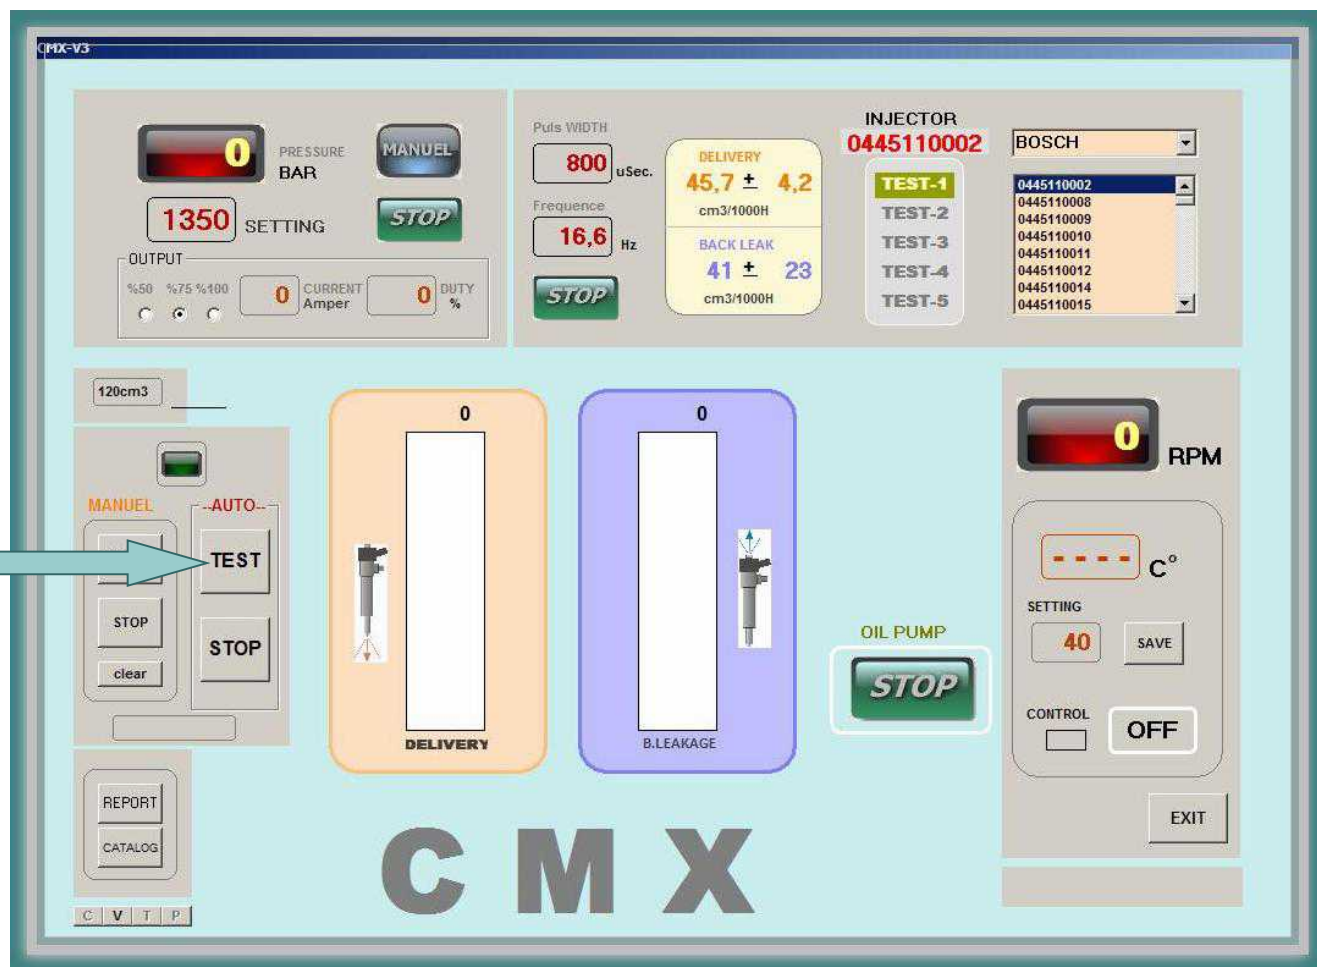 CMX-V3
0
PRESSURE
BAR
MANUEL
1350 SETTING
STOP
OUTPUT
%50 %75 %100
0 CURRENT
Amper
0 DUTY
%
Puls WIDTH
800 uSec.
Frequence
16,6 Hz
STOP
DELIVERY
45,7 ± 4,2
cm3/1000H
BACK LEAK
41 ± 23
cm3/1000H
INJECTOR
0445110002
TEST-1
TEST-2
TEST-3
TEST-4
TEST-5
BOSCH
0445110002
0445110008
0445110009
0445110010
0445110011
0445110012
0445110014
0445110015
120cm3
MANUEL
--AUTO--
TEST
STOP
clear
STOP
REPORT
CATALOG
C V T P
0
DELIVERY
0
B.LEAKAGE
OIL PUMP
STOP
0 RPM
- - - - C°
SETTING
40 SAVE
CONTROL
OFF
EXIT
CMX